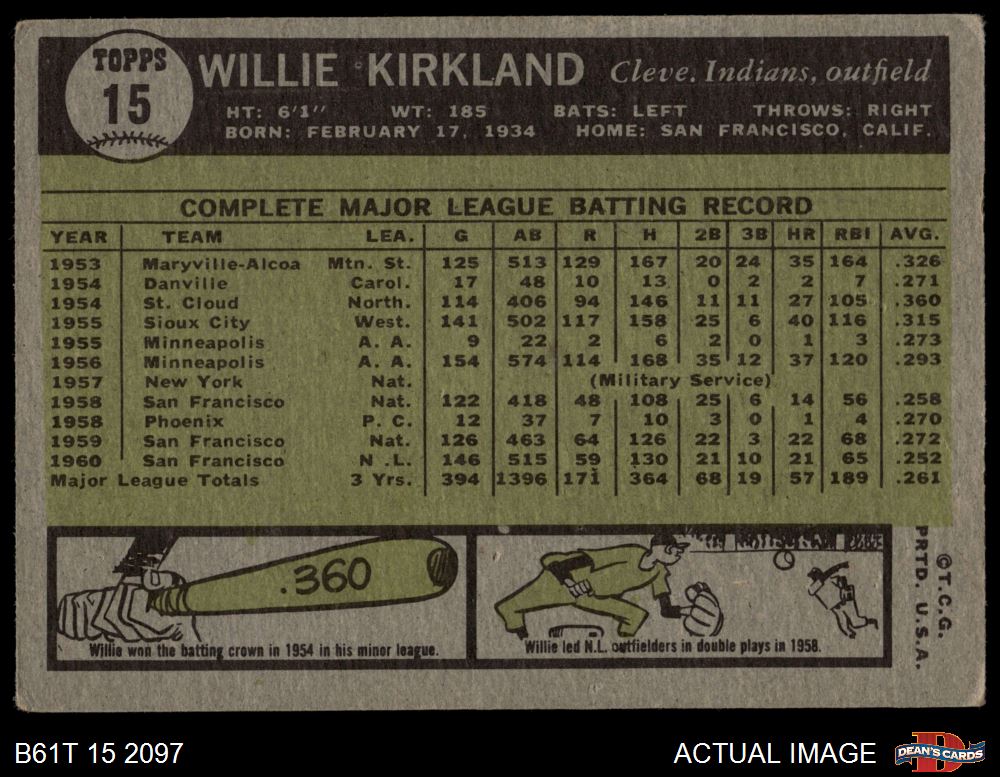 TOPPS
15
WILLIE KIRKLAND Cleve. Indians, outfield
HT: 6'1" WT: 185 BATS: LEFT THROWS: RIGHT
BORN: FEBRUARY 17, 1934 HOME: SAN FRANCISCO, CALIF.
COMPLETE MAJOR LEAGUE BATTING RECORD
YEAR TEAM LEA. G AB R H 2B 3B HR RBI AVG.
1953 Maryville-Alcoa Mtn. St. 125 513 129 167 20 24 35 164 .326
1954 Danville Carol. 17 48 10 13 0 2 2 7 .271
1954 St. Cloud North. 114 406 94 146 11 11 27 105 .360
1955 Sioux City West. 141 502 117 158 25 6 40 116 .315
1955 Minneapolis A. A. 9 22 2 6 2 0 1 3 .273
1956 Minneapolis A. A. 154 574 114 168 35 12 37 120 .293
1957 New York Nat. (Military Service)
1958 San Francisco Nat. 122 418 48 108 25 6 14 56 .258
1958 Phoenix P. C. 12 37 7 10 3 0 1 4 .270
1959 San Francisco Nat. 126 463 64 126 22 3 22 68 .272
1960 San Francisco N .L. 146 515 59 130 21 10 21 65 .252
Major League Totals 3 Yrs. 394 1396 171 364 68 19 57 189 .261
.360
Willie won the batting crown in 1954 in his minor league.
Willie led N.L. outfielders in double plays in 1958.
©T.C.G.
PRTD. U.S.A.
B61T 15 2097
ACTUAL IMAGE
DEAN'S CARDS